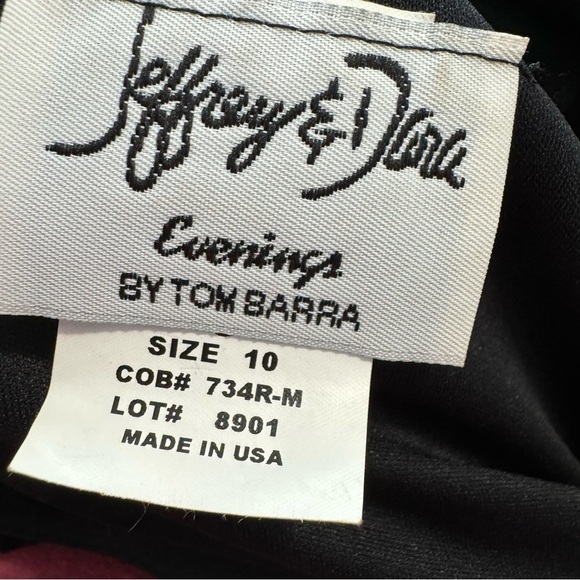 Jeffrey & Dara
Evenings
BY TOM BARRA
SIZE 10
COB# 734R-M
LOT# 8901
MADE IN USA